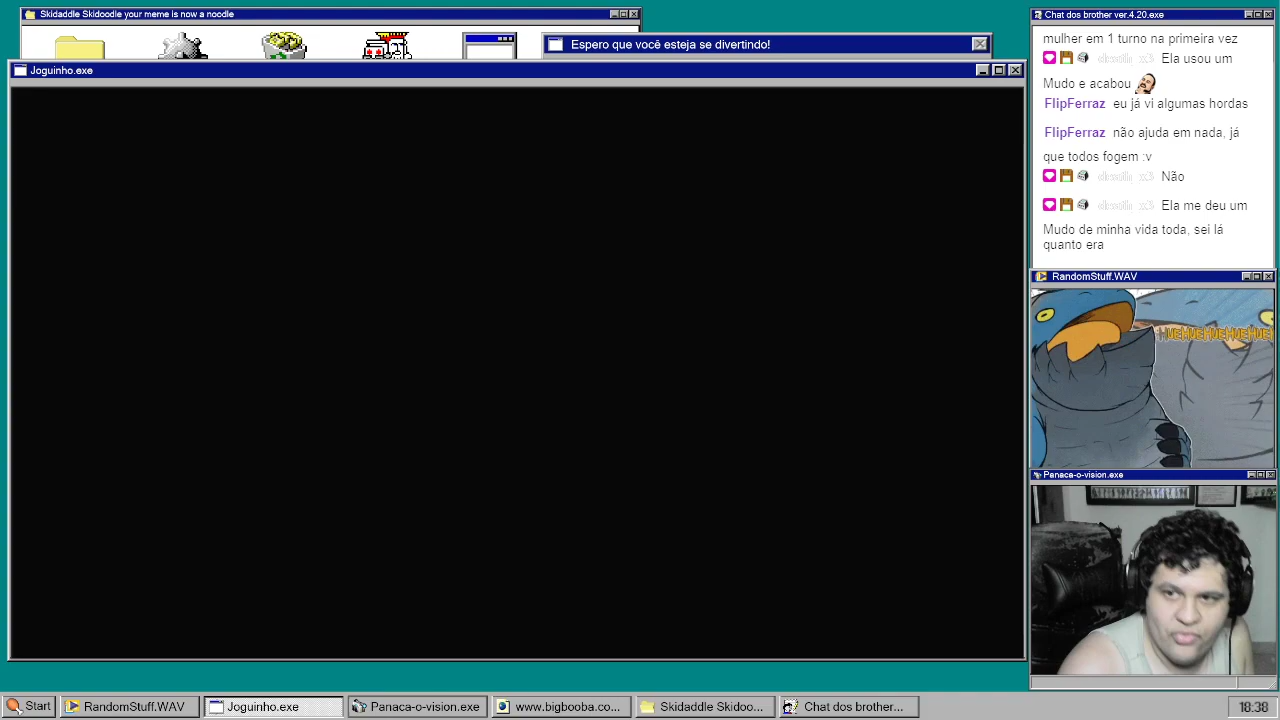 Skidaddle Skidoodle your meme is now a noodle
Espero que você esteja se divertindo!
Joguinho.exe
Chat dos brother ver.4.20.exe
mulher em 1 turno na primeira vez
Ela usou um
Mudo e acabou
FlipFerraz eu já vi algumas hordas
FlipFerraz não ajuda em nada, já
que todos fogem :v
Não
Ela me deu um
Mudo de minha vida toda, sei lá
quanto era
RandomStuff.WAV
HUEHUEHUEHUEHUEH
Panaca-o-vision.exe
Start
RandomStuff.WAV
Joguinho.exe
Panaca-o-vision.exe
www.bigbooba.co...
Skidaddle Skidoo...
Chat dos brother...
18:38